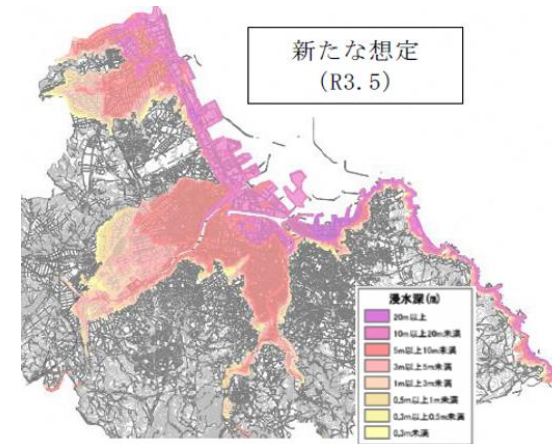 新たな想定
(R3.5)
浸水深(m)
20m以上
10m以上20m未満
5m以上10m未満
3m以上5m未満
1m以上3m未満
0.5m以上1m未満
0.3m以上0.5m未満
0.3m未満